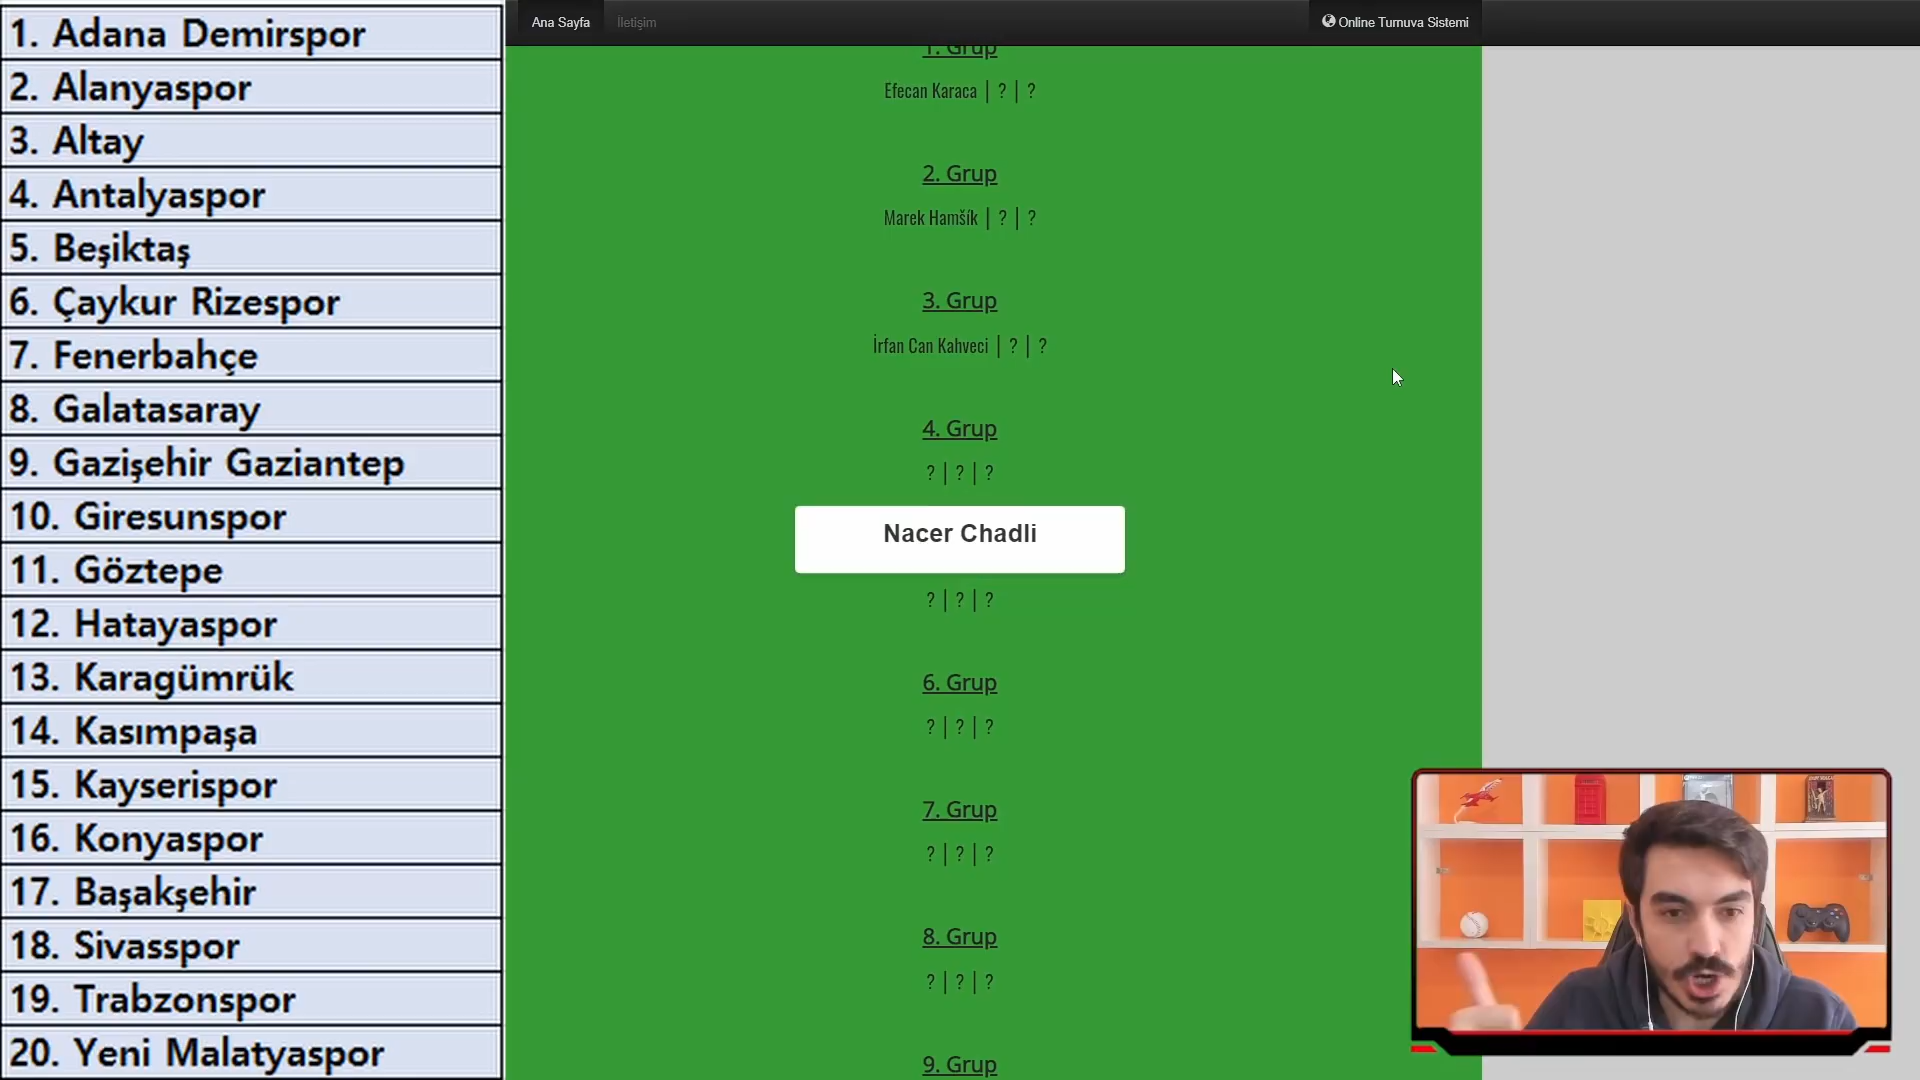 1. Adana Demirspor
2. Alanyaspor
3. Altay
4. Antalyaspor
5. Beşiktaş
6. Çaykur Rizespor
7. Fenerbahçe
8. Galatasaray
9. Gazişehir Gaziantep
10. Giresunspor
11. Göztepe
12. Hatayaspor
13. Karagümrük
14. Kasımpaşa
15. Kayserispor
16. Konyaspor
17. Başakşehir
18. Sivasspor
19. Trabzonspor
20. Yeni Malatyaspor
Ana Sayfa İletişim Online Turnuva Sistemi
1. Grup
Efecan Karaca | ? | ?
2. Grup
Marek Hamšík | ? | ?
3. Grup
İrfan Can Kahveci | ? | ?
4. Grup
? | ? | ?
Nacer Chadli
? | ? | ?
6. Grup
? | ? | ?
7. Grup
? | ? | ?
8. Grup
? | ? | ?
9. Grup